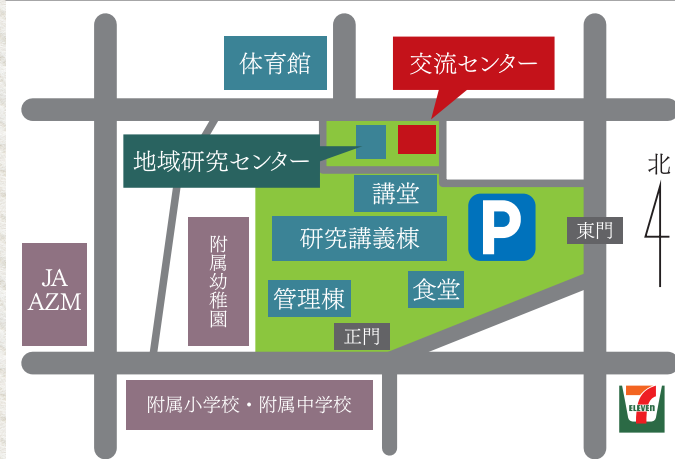 体育館
交流センター
地域研究センター
北
講堂
P
東門
研究講義棟
附属幼稚園
JA
AZM
管理棟
食堂
正門
附属小学校・附属中学校
7
ELEVEN